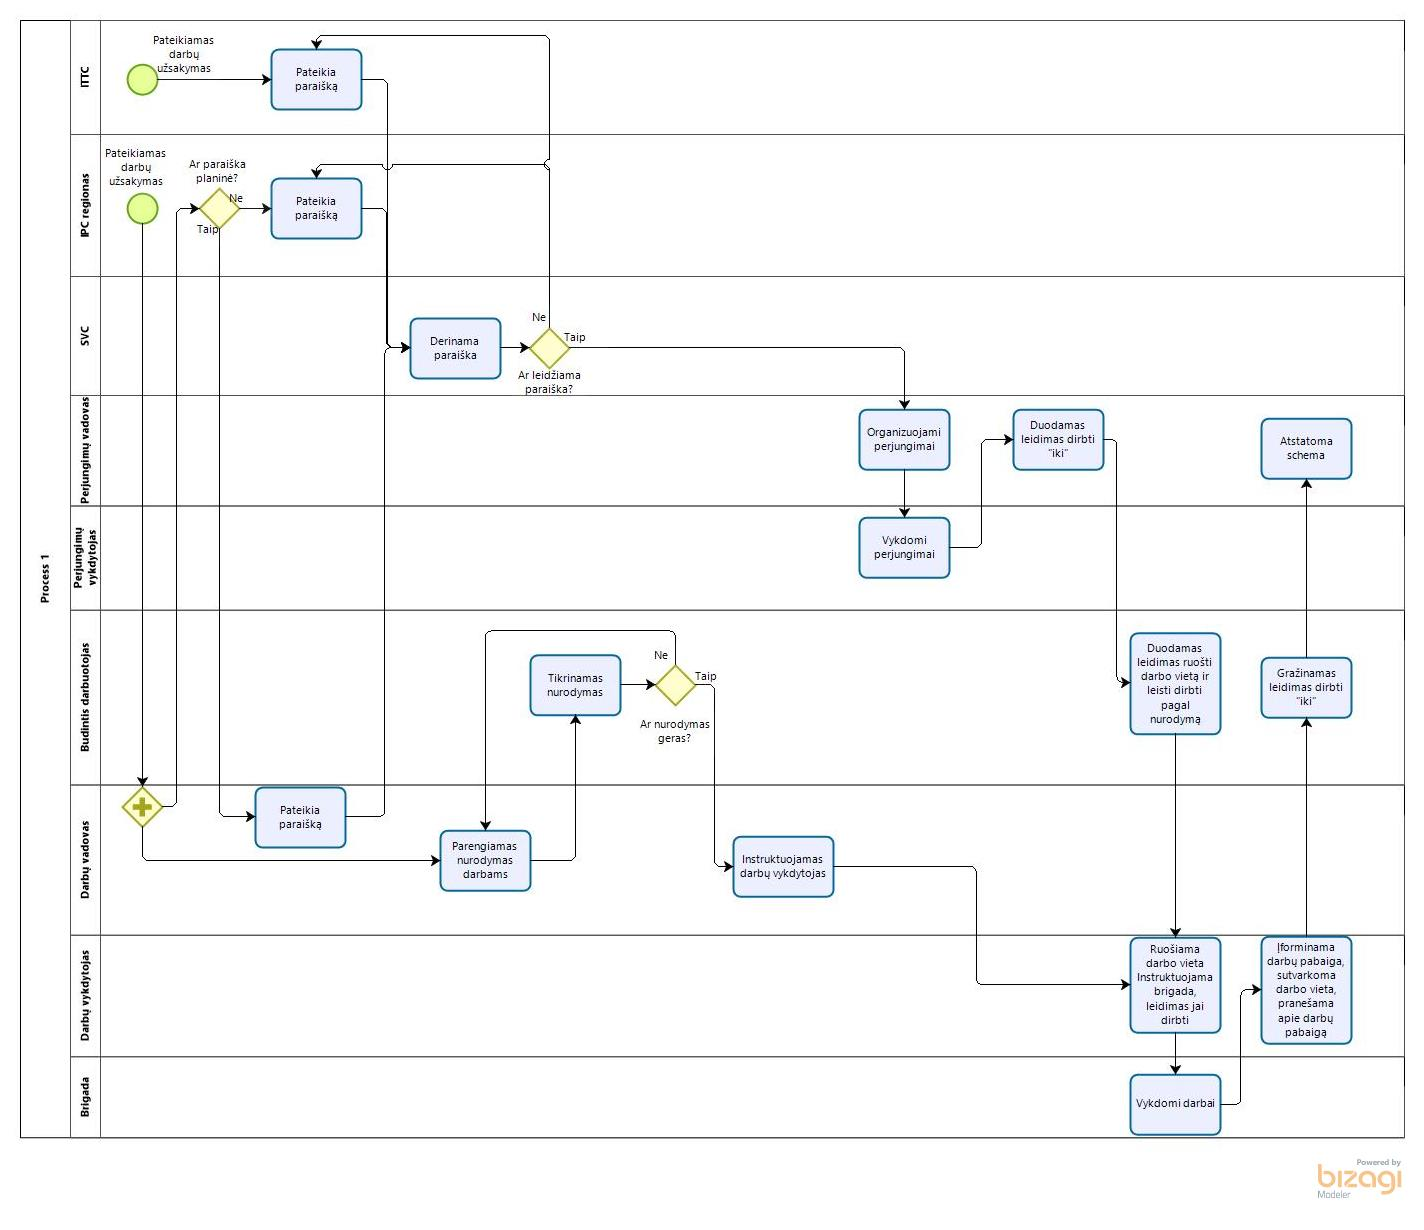 Process 1
ITTC
Pateikiamas
darbų
užsakymas
Pateikia
paraišką
IPC regionas
Pateikiamas
darbų
užsakymas
Ar paraiška
planinė?
Ne
Taip
Pateikia
paraišką
SVC
Derinama
paraiška
Ne
Taip
Ar leidžiama
paraiška?
Perjungimų vadovas
Organizuojami
perjungimai
Duodamas
leidimas dirbti
"iki"
Atstatoma
schema
Perjungimų
vykdytojas
Vykdomi
perjungimai
Budintis darbuotojas
Tikrinamas
nurodymas
Ne
Taip
Ar nurodymas
geras?
Duodamas
leidimas ruošti
darbo vietą ir
leisti dirbti
pagal
nurodymą
Gražinamas
leidimas dirbti
"iki"
Darbų vadovas
Pateikia
paraišką
Parengiamas
nurodymas
darbams
Instruktuojamas
darbų vykdytojas
Darbų vykdytojas
Ruošiama
darbo vieta
Instruktuojama
brigada,
leidimas jai
dirbti
Įforminama
darbų pabaiga,
sutvarkoma
darbo vieta,
pranešama
apie darbų
pabaigą
Brigada
Vykdomi darbai
Powered by
bizagi
Modeler